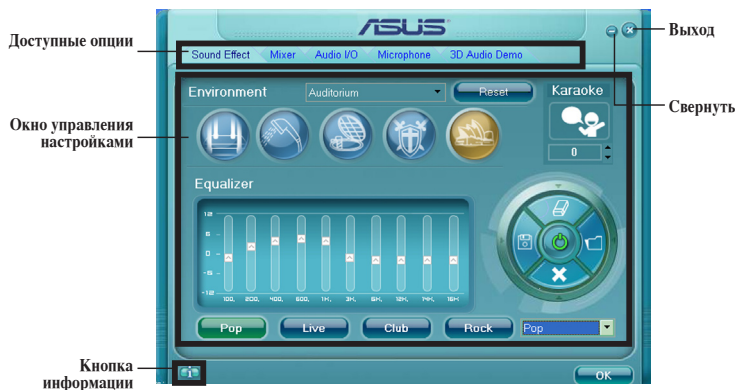 ASUS
Доступные опции
Выход
Sound Effect Mixer Audio I/O Microphone 3D Audio Demo
Свернуть
Environment Auditorium Reset Karaoke
Окно управления
настройками
0
Equalizer
12
8
0
-5
-12
100, 200, 400, 600, 1K, 3K, 6K, 12K, 14K, 16K
Pop Live Club Rock Pop
Кнопка
информации
i
OK